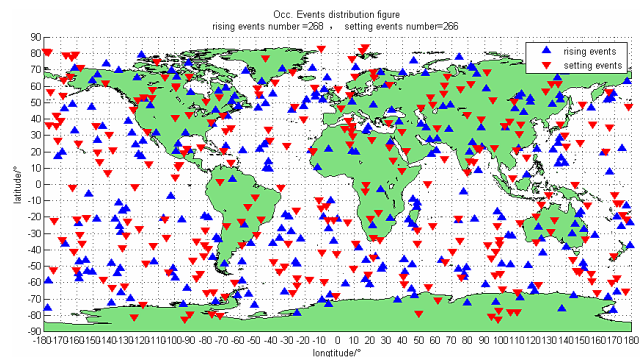 Occ. Events distribution figure
rising events number =268 , setting events number=266
rising events
setting events
latitude/°
90
80
70
60
50
40
30
20
10
0
-10
-20
-30
-40
-50
-60
-70
-80
-90
-180-170-160-150-140-130-120-110-100-90 -80 -70 -60 -50 -40 -30 -20 -10 0 10 20 30 40 50 60 70 80 90 100 110 120 130 140 150 160 170 180
longtitude/°